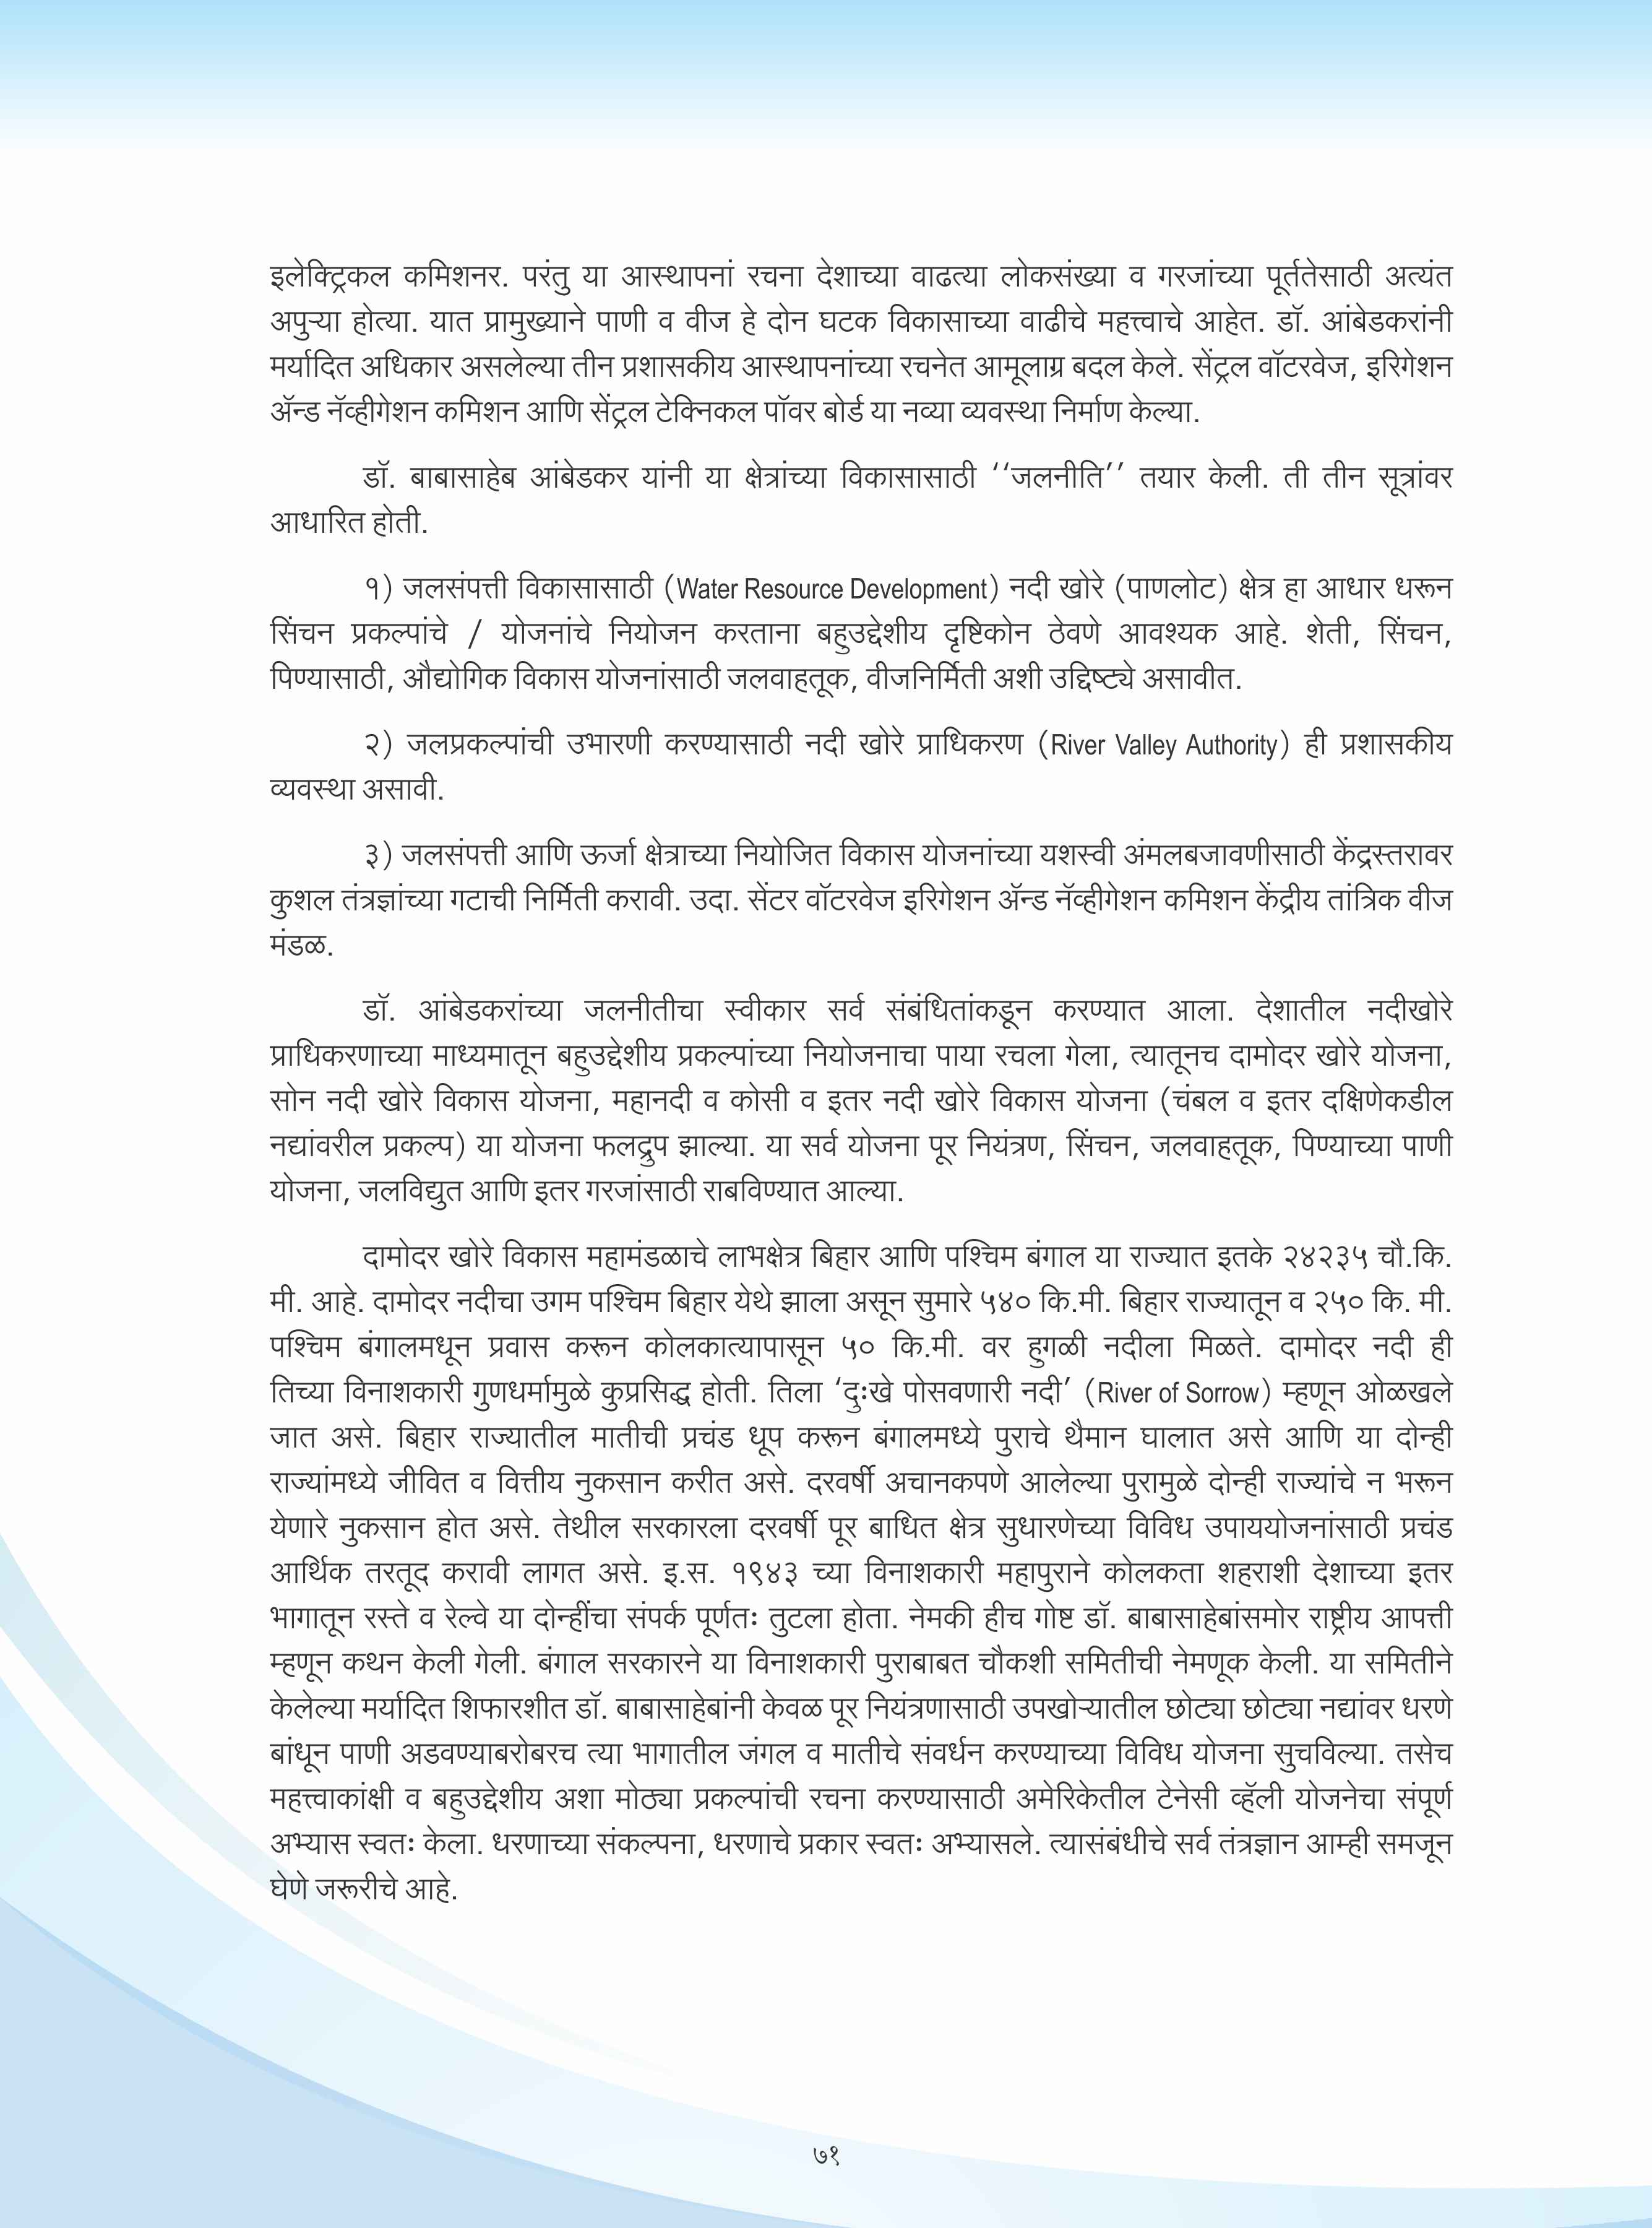 इलेक्ट्रिकल कमिशनर. परंतु या आस्थापनां रचना देशाच्या वाढत्या लोकसंख्या व गरजांच्या पूर्ततेसाठी अत्यंत
अपुऱ्या होत्या. यात प्रामुख्याने पाणी व वीज हे दोन घटक विकासाच्या वाढीचे महत्त्वाचे आहेत. डॉ. आंबेडकरांनी
मर्यादित अधिकार असलेल्या तीन प्रशासकीय आस्थापनांच्या रचनेत आमूलाग्र बदल केले. सेंट्रल वॉटरवेज, इरिगेशन
ॲन्ड नॅव्हीगेशन कमिशन आणि सेंट्रल टेक्निकल पॉवर बोर्ड या नव्या व्यवस्था निर्माण केल्या.
डॉ. बाबासाहेब आंबेडकर यांनी या क्षेत्रांच्या विकासासाठी ‘‘जलनीति’’ तयार केली. ती तीन सूत्रांवर
आधारित होती.
१) जलसंपत्ती विकासासाठी (Water Resource Development) नदी खोरे (पाणलोट) क्षेत्र हा आधार धरून
सिंचन प्रकल्पांचे / योजनांचे नियोजन करताना बहुउद्देशीय दृष्टिकोन ठेवणे आवश्यक आहे. शेती, सिंचन,
पिण्यासाठी, औद्योगिक विकास योजनांसाठी जलवाहतूक, वीजनिर्मिती अशी उद्दिष्ट्ये असावीत.
२) जलप्रकल्पांची उभारणी करण्यासाठी नदी खोरे प्राधिकरण (River Valley Authority) ही प्रशासकीय
व्यवस्था असावी.
३) जलसंपत्ती आणि ऊर्जा क्षेत्राच्या नियोजित विकास योजनांच्या यशस्वी अंमलबजावणीसाठी केंद्रस्तरावर
कुशल तंत्रज्ञांच्या गटाची निर्मिती करावी. उदा. सेंटर वॉटरवेज इरिगेशन ॲन्ड नॅव्हीगेशन कमिशन केंद्रीय तांत्रिक वीज
मंडळ.
डॉ. आंबेडकरांच्या जलनीतीचा स्वीकार सर्व संबंधितांकडून करण्यात आला. देशातील नदीखोरे
प्राधिकरणाच्या माध्यमातून बहुउद्देशीय प्रकल्पांच्या नियोजनाचा पाया रचला गेला, त्यातूनच दामोदर खोरे योजना,
सोन नदी खोरे विकास योजना, महानदी व कोसी व इतर नदी खोरे विकास योजना (चंबल व इतर दक्षिणेकडील
नद्यांवरील प्रकल्प) या योजना फलद्रुप झाल्या. या सर्व योजना पूर नियंत्रण, सिंचन, जलवाहतूक, पिण्याच्या पाणी
योजना, जलविद्युत आणि इतर गरजांसाठी राबविण्यात आल्या.
दामोदर खोरे विकास महामंडळाचे लाभक्षेत्र बिहार आणि पश्चिम बंगाल या राज्यात इतके २४२३५ चौ.कि.
मी. आहे. दामोदर नदीचा उगम पश्चिम बिहार येथे झाला असून सुमारे ५४० कि.मी. बिहार राज्यातून व २५० कि. मी.
पश्चिम बंगालमधून प्रवास करून कोलकात्यापासून ५० कि.मी. वर हुगळी नदीला मिळते. दामोदर नदी ही
तिच्या विनाशकारी गुणधर्मामुळे कुप्रसिद्ध होती. तिला ‘दुःखे पोसवणारी नदी’ (River of Sorrow) म्हणून ओळखले
जात असे. बिहार राज्यातील मातीची प्रचंड धूप करून बंगालमध्ये पुराचे थैमान घालात असे आणि या दोन्ही
राज्यांमध्ये जीवित व वित्तीय नुकसान करीत असे. दरवर्षी अचानकपणे आलेल्या पुरामुळे दोन्ही राज्यांचे न भरून
येणारे नुकसान होत असे. तेथील सरकारला दरवर्षी पूर बाधित क्षेत्र सुधारणेच्या विविध उपाययोजनांसाठी प्रचंड
आर्थिक तरतूद करावी लागत असे. इ.स. १९४३ च्या विनाशकारी महापुराने कोलकता शहराशी देशाच्या इतर
भागातून रस्ते व रेल्वे या दोन्हींचा संपर्क पूर्णतः तुटला होता. नेमकी हीच गोष्ट डॉ. बाबासाहेबांसमोर राष्ट्रीय आपत्ती
म्हणून कथन केली गेली. बंगाल सरकारने या विनाशकारी पुराबाबत चौकशी समितीची नेमणूक केली. या समितीने
केलेल्या मर्यादित शिफारशीत डॉ. बाबासाहेबांनी केवळ पूर नियंत्रणासाठी उपखोऱ्यातील छोट्या छोट्या नद्यांवर धरणे
बांधून पाणी अडवण्याबरोबरच त्या भागातील जंगल व मातीचे संवर्धन करण्याच्या विविध योजना सुचविल्या. तसेच
महत्त्वाकांक्षी व बहुउद्देशीय अशा मोठ्या प्रकल्पांची रचना करण्यासाठी अमेरिकेतील टेनेसी व्हॅली योजनेचा संपूर्ण
अभ्यास स्वतः केला. धरणाच्या संकल्पना, धरणाचे प्रकार स्वतः अभ्यासले. त्यासंबंधीचे सर्व तंत्रज्ञान आम्ही समजून
घेणे जरूरीचे आहे.
७१